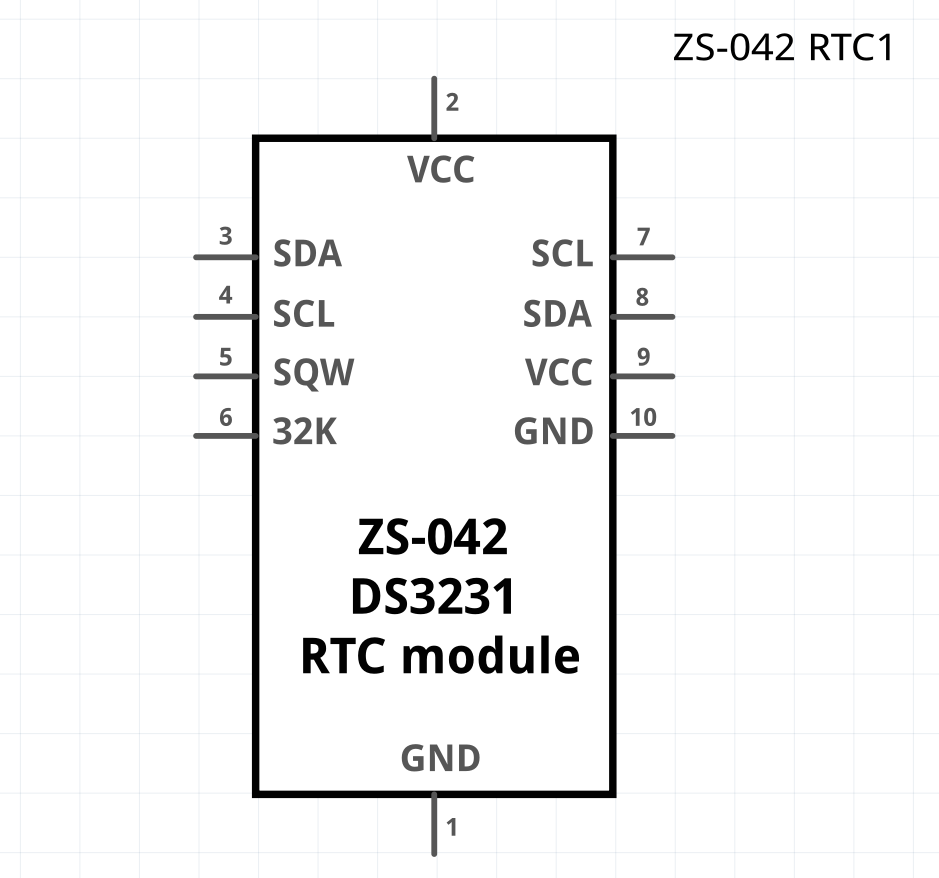 ZS-042 RTC1
2
VCC
3 SDA SCL 7
4 SCL SDA 8
5 SQW VCC 9
6 32K GND 10
ZS-042
DS3231
RTC module
GND
1